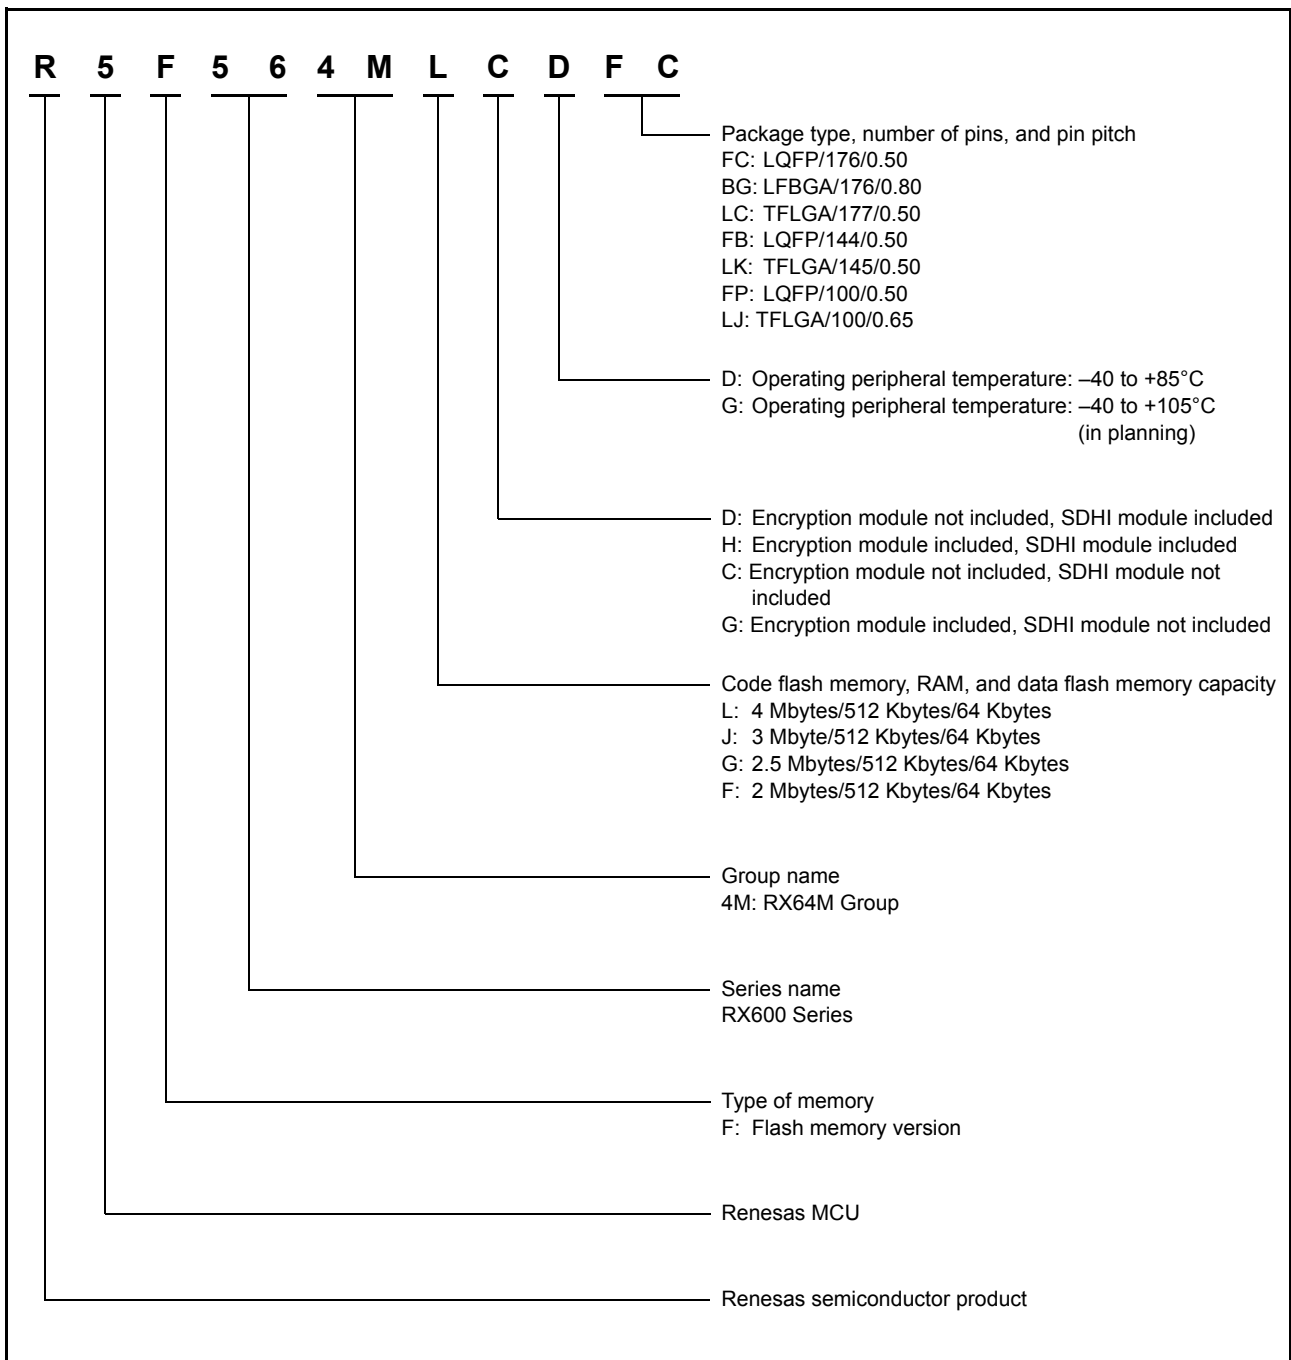 R 5 F 5 6 4 M L C D F C
Package type, number of pins, and pin pitch
FC: LQFP/176/0.50
BG: LFBGA/176/0.80
LC: TFLGA/177/0.50
FB: LQFP/144/0.50
LK: TFLGA/145/0.50
FP: LQFP/100/0.50
LJ: TFLGA/100/0.65
D: Operating peripheral temperature: –40 to +85°C
G: Operating peripheral temperature: –40 to +105°C
(in planning)
D: Encryption module not included, SDHI module included
H: Encryption module included, SDHI module included
C: Encryption module not included, SDHI module not
included
G: Encryption module included, SDHI module not included
Code flash memory, RAM, and data flash memory capacity
L: 4 Mbytes/512 Kbytes/64 Kbytes
J: 3 Mbyte/512 Kbytes/64 Kbytes
G: 2.5 Mbytes/512 Kbytes/64 Kbytes
F: 2 Mbytes/512 Kbytes/64 Kbytes
Group name
4M: RX64M Group
Series name
RX600 Series
Type of memory
F: Flash memory version
Renesas MCU
Renesas semiconductor product